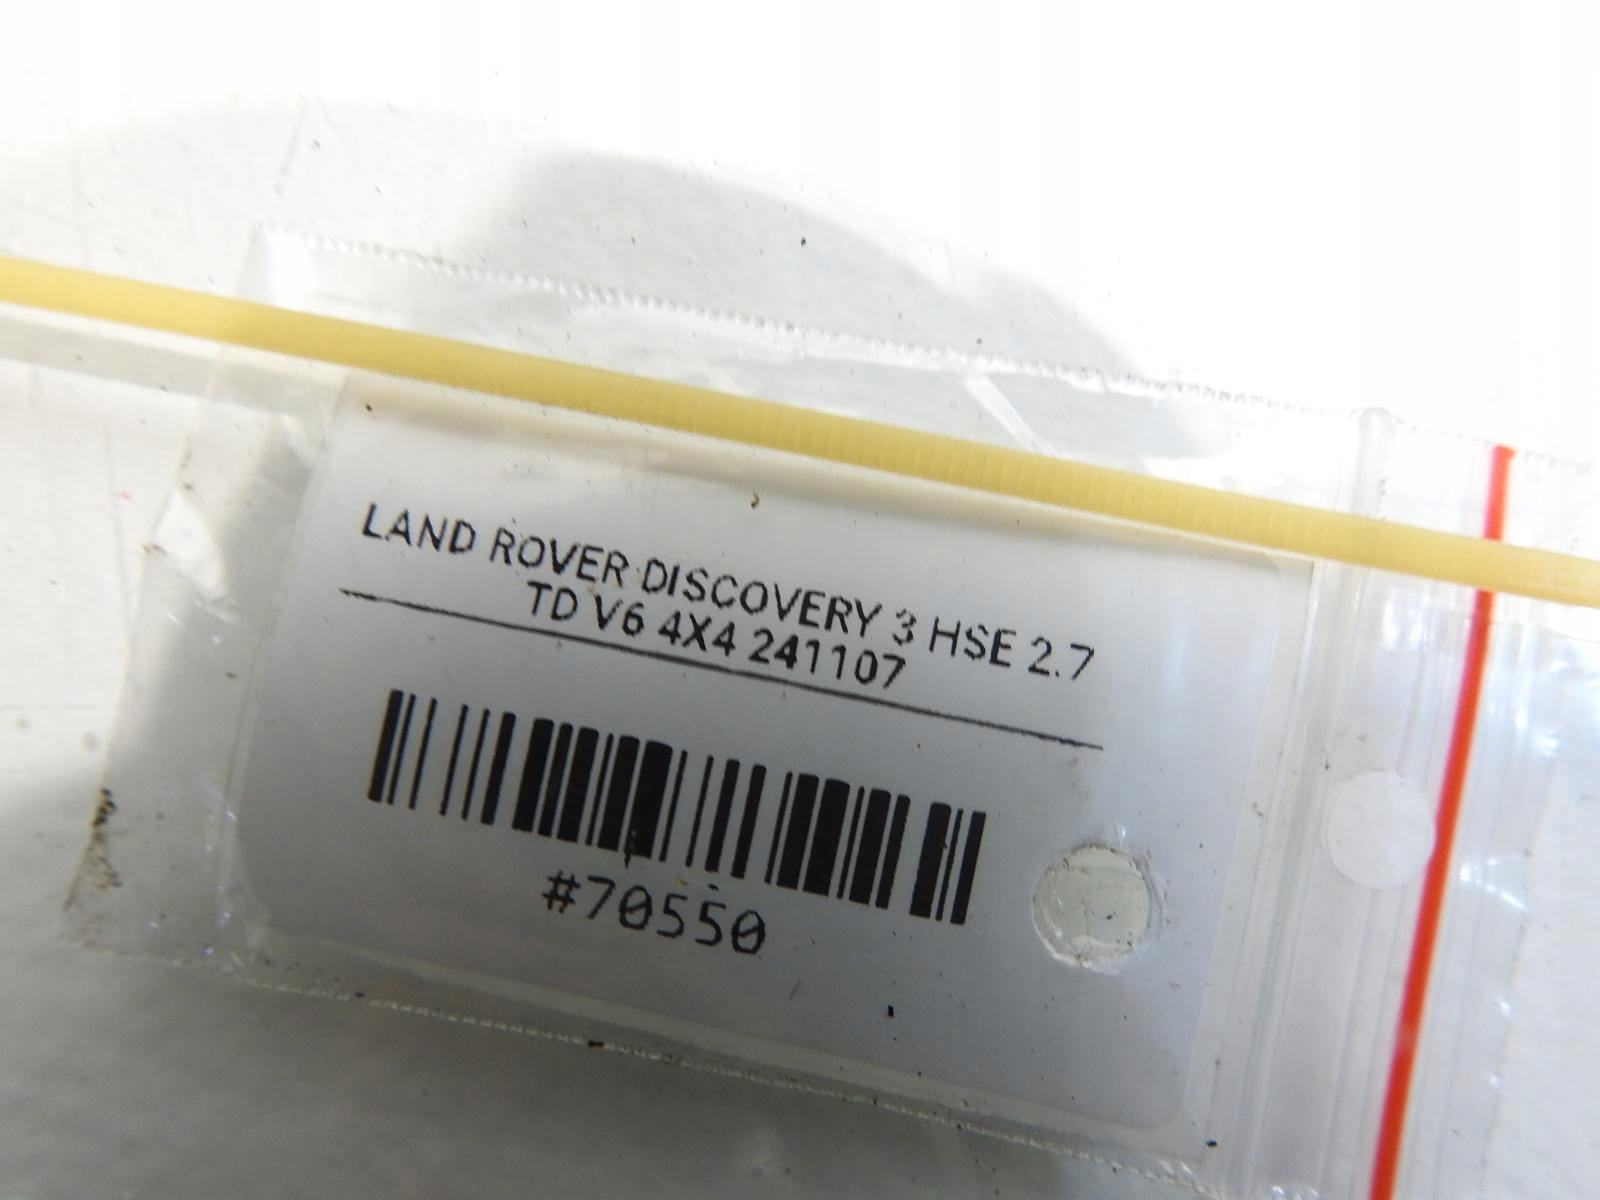 LAND ROVER DISCOVERY 3 HSE 2.7
TD V6 4X4 241107
#70550